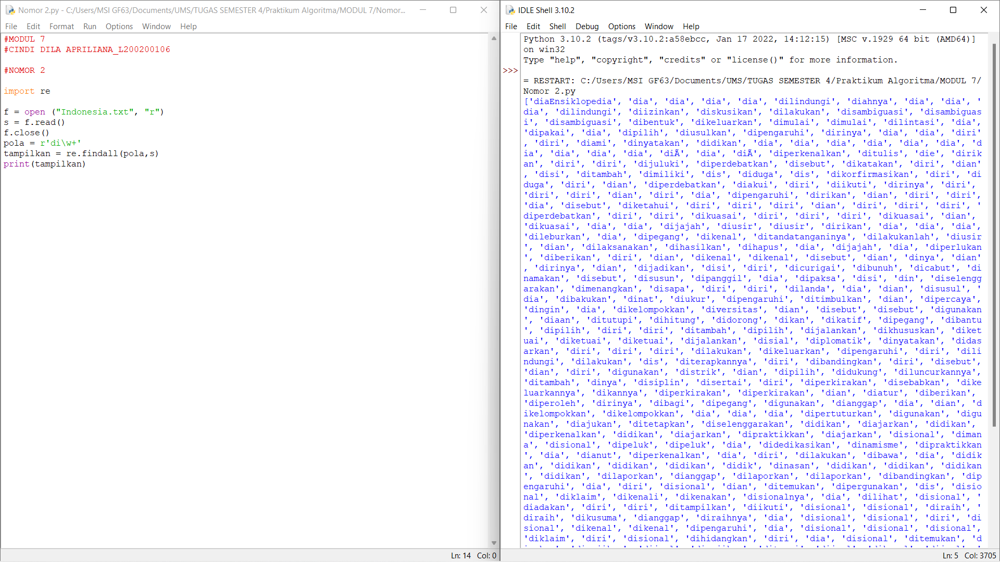 Nomor 2.py - C:/Users/MSI GF63/Documents/UMS/TUGAS SEMESTER 4/Praktikum Algoritma/MODUL 7/Nomor...
File Edit Format Run Options Window Help
#MODUL 7
#CINDI DILA APRILIANA_L200200106
#NOMOR 2
import re
f = open ("Indonesia.txt", "r")
s = f.read()
f.close()
pola = r'di\w+'
tampilkan = re.findall(pola,s)
print(tampilkan)
Ln: 14 Col: 0
IDLE Shell 3.10.2
File Edit Shell Debug Options Window Help
Python 3.10.2 (tags/v3.10.2:a58ebcc, Jan 17 2022, 14:12:15) [MSC v.1929 64 bit (AMD64)]
on win32
Type "help", "copyright", "credits" or "license()" for more information.
>>>
= RESTART: C:/Users/MSI GF63/Documents/UMS/TUGAS SEMESTER 4/Praktikum Algoritma/MODUL 7/
Nomor 2.py
['diaEnsiklopedia', 'dia', 'dia', 'dia', 'dia', 'dilindungi', 'diahnya', 'dia', 'dia', '
dia', 'dilindungi', 'diizinkan', 'diskusikan', 'dilakukan', 'disambiguasi', 'disambiguas
i', 'disambiguasi', 'dibentuk', 'dikeluarkan', 'dimulai', 'dimulai', 'dilintasi', 'dia',
'dipakai', 'dia', 'dipilih', 'diusulkan', 'dipengaruhi', 'dirinya', 'dia', 'dia', 'diri'
, 'diri', 'diami', 'dinyatakan', 'didikan', 'dia', 'dia', 'dia', 'dia', 'dia', 'dia', 'd
ia', 'dia', 'dia', 'dia', 'diÃ', 'dia', 'diÃ', 'diperkenalkan', 'ditulis', 'die', 'dirik
an', 'diri', 'diri', 'dijuluki', 'diperdebatkan', 'disebut', 'dikatakan', 'diri', 'dian'
, 'disi', 'ditambah', 'dimiliki', 'dis', 'diduga', 'dis', 'dikorfirmasikan', 'diri', 'di
duga', 'diri', 'dian', 'diperdebatkan', 'diakui', 'diri', 'diikuti', 'dirinya', 'diri',
'diri', 'diri', 'dian', 'diri', 'dia', 'dipengaruhi', 'dirikan', 'dian', 'diri', 'diri',
'dia', 'disebut', 'diketahui', 'diri', 'diri', 'diri', 'dian', 'diri', 'diri', 'diri', '
diperdebatkan', 'diri', 'diri', 'dikuasai', 'diri', 'diri', 'diri', 'dikuasai', 'dian',
'dikuasai', 'dia', 'dia', 'dijajah', 'diusir', 'diusir', 'dirikan', 'dia', 'dia', 'dia',
'dileburkan', 'dia', 'dipegang', 'dikenal', 'ditandatanganinya', 'dilakukanlah', 'diusir
', 'dian', 'dilaksanakan', 'dihasilkan', 'dihapus', 'dia', 'dijajah', 'dia', 'diperlukan
', 'diberikan', 'diri', 'dian', 'dikenal', 'dikenal', 'disebut', 'dian', 'dinya', 'dian'
, 'dirinya', 'dian', 'dijadikan', 'disi', 'diri', 'dicurigai', 'dibunuh', 'dicabut', 'di
namakan', 'disebut', 'disusun', 'dipanggil', 'dia', 'dipaksa', 'disi', 'din', 'diselengg
arakan', 'dimenangkan', 'disapa', 'diri', 'diri', 'dilanda', 'dia', 'dian', 'disusul', '
dia', 'dibakukan', 'dinat', 'diukur', 'dipengaruhi', 'ditimbulkan', 'dian', 'dipercaya',
'dingin', 'dia', 'dikelompokkan', 'diversitas', 'dian', 'disebut', 'disebut', 'digunakan
', 'diaan', 'ditutupi', 'dihitung', 'didorong', 'dikan', 'dikatif', 'dipegang', 'dibantu
', 'dipilih', 'diri', 'diri', 'ditambah', 'dipilih', 'dijalankan', 'dikhususkan', 'diket
uai', 'diketuai', 'diketuai', 'dijalankan', 'disial', 'diplomatik', 'dinyatakan', 'didas
arkan', 'diri', 'diri', 'diri', 'dilakukan', 'dikeluarkan', 'dipengaruhi', 'diri', 'dili
ndungi', 'dilakukan', 'dis', 'diterapkannya', 'diri', 'dibandingkan', 'diri', 'disebut',
'dian', 'diri', 'digunakan', 'distrik', 'dian', 'dipilih', 'didukung', 'diluncurkannya',
'ditambah', 'dinya', 'disiplin', 'disertai', 'diri', 'diperkirakan', 'disebabkan', 'dike
luarkannya', 'dikannya', 'diperkirakan', 'diperkirakan', 'dian', 'diatur', 'diberikan',
'diperoleh', 'dirinya', 'dibagi', 'dipegang', 'digunakan', 'dianggap', 'dia', 'dian', 'd
ikelompokkan', 'dikelompokkan', 'dia', 'dia', 'dia', 'dipertuturkan', 'digunakan', 'digu
nakan', 'diajukan', 'ditetapkan', 'diselenggarakan', 'didikan', 'diajarkan', 'didikan',
'diperkenalkan', 'didikan', 'diajarkan', 'dipraktikkan', 'diajarkan', 'disional', 'diman
a', 'disional', 'dipeluk', 'dipeluk', 'dia', 'didedikasikan', 'dinamisme', 'dipraktikkan
', 'dia', 'dianut', 'diperkenalkan', 'dia', 'diri', 'dilakukan', 'dibawa', 'dia', 'didik
an', 'didikan', 'didikan', 'didikan', 'didik', 'dinasan', 'didikan', 'didikan', 'didikan'
, 'didikan', 'dilaporkan', 'dianggap', 'dilaporkan', 'dilaporkan', 'dibandingkan', 'dip
engaruhi', 'dia', 'diri', 'disional', 'dian', 'ditemukan', 'dipergunakan', 'dis', 'disio
nal', 'diklaim', 'dikenali', 'dikenakan', 'disionalnya', 'dia', 'dilihat', 'disional', '
diadakan', 'diri', 'diri', 'ditampilkan', 'diikuti', 'disional', 'disional', 'diraih', '
diraih', 'dikusuma', 'dianggap', 'diraihnya', 'dia', 'disional', 'disional', 'diri', 'di
sional', 'dikenal', 'dikenal', 'dipengaruhi', 'dia', 'disional', 'disional', 'disional',
'diklaim', 'diri', 'disional', 'dihidangkan', 'diri', 'dia', 'disional', 'ditemukan', 'd
Ln: 5 Col: 3705